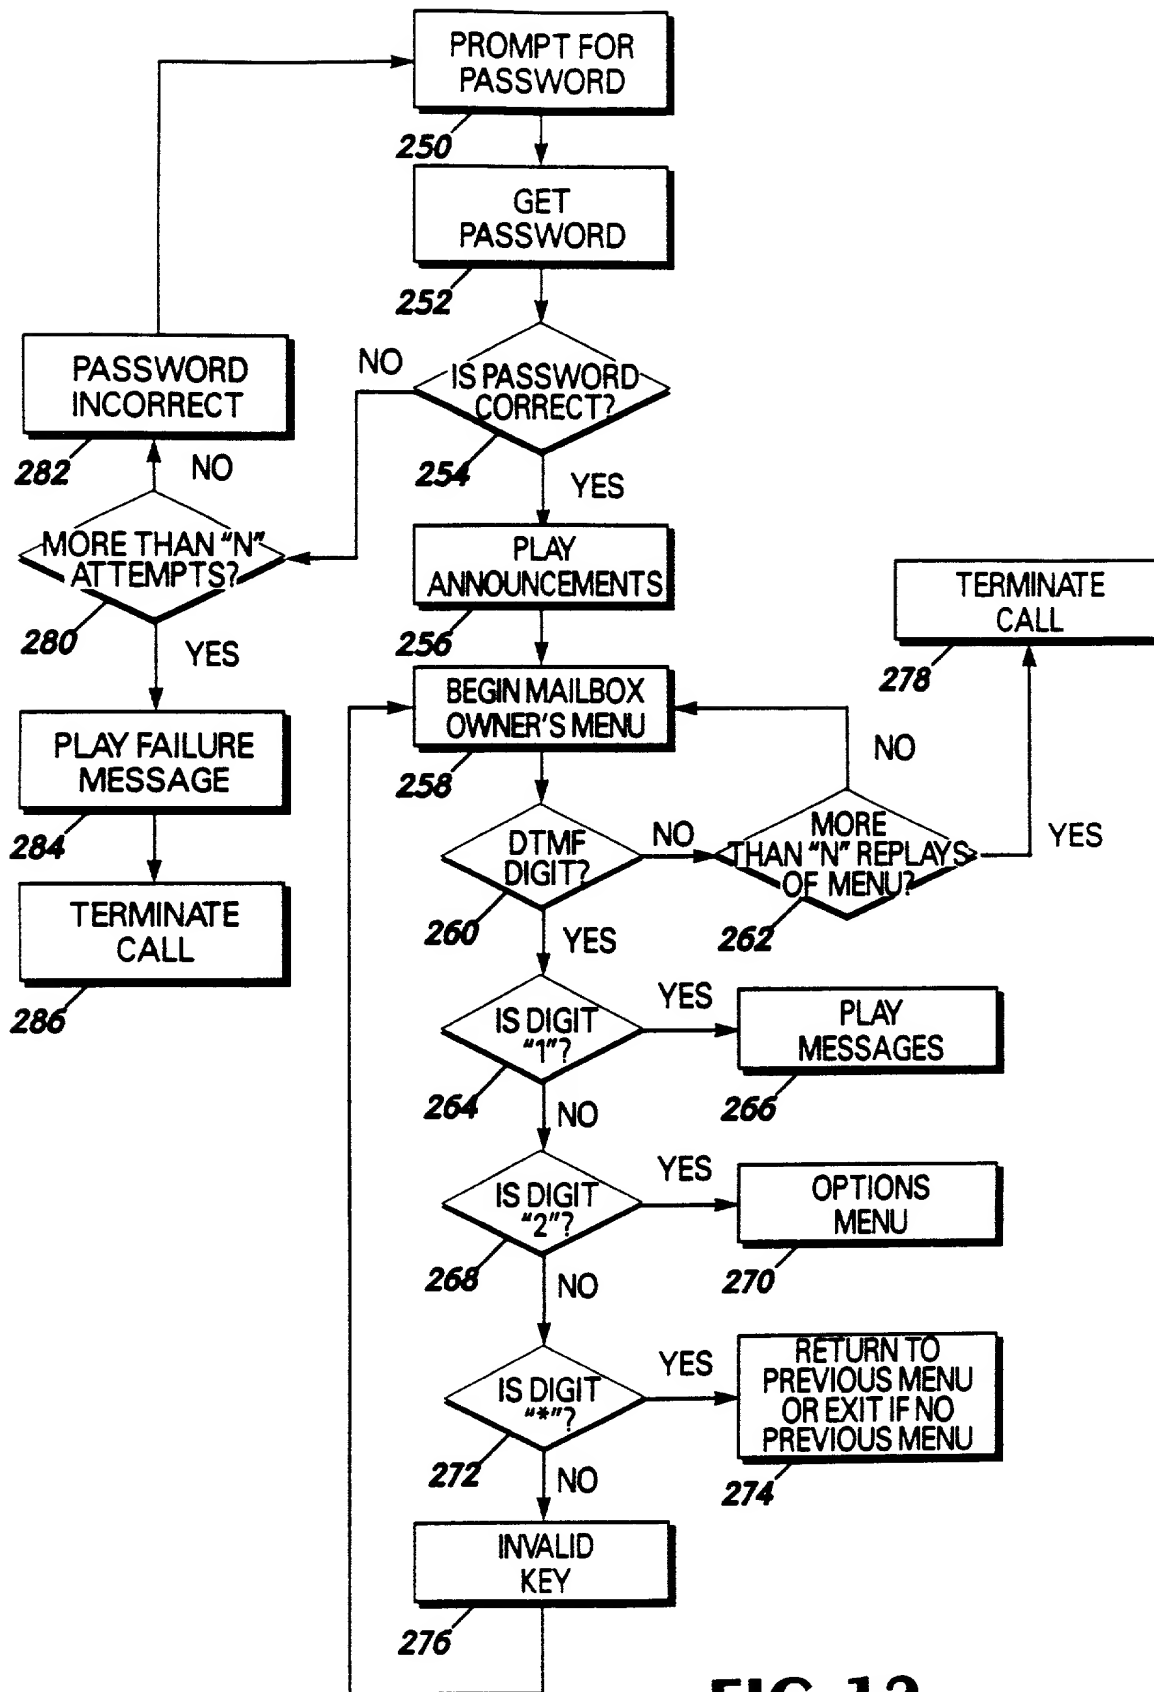 PROMPT FOR
PASSWORD
250
GET
PASSWORD
252
IS PASSWORD
CORRECT?
254
NO
YES
PASSWORD
INCORRECT
282
NO
MORE THAN "N"
ATTEMPTS?
280
YES
PLAY FAILURE
MESSAGE
284
TERMINATE
CALL
286
PLAY
ANNOUNCEMENTS
256
BEGIN MAILBOX
OWNER'S MENU
258
DTMF
DIGIT?
260
NO
YES
MORE
THAN "N" REPLAYS
OF MENU?
262
NO
YES
TERMINATE
CALL
278
IS DIGIT
"1"?
264
YES
NO
PLAY
MESSAGES
266
IS DIGIT
"2"?
268
YES
NO
OPTIONS
MENU
270
IS DIGIT
"*"?
272
YES
NO
RETURN TO
PREVIOUS MENU
OR EXIT IF NO
PREVIOUS MENU
274
INVALID
KEY
276